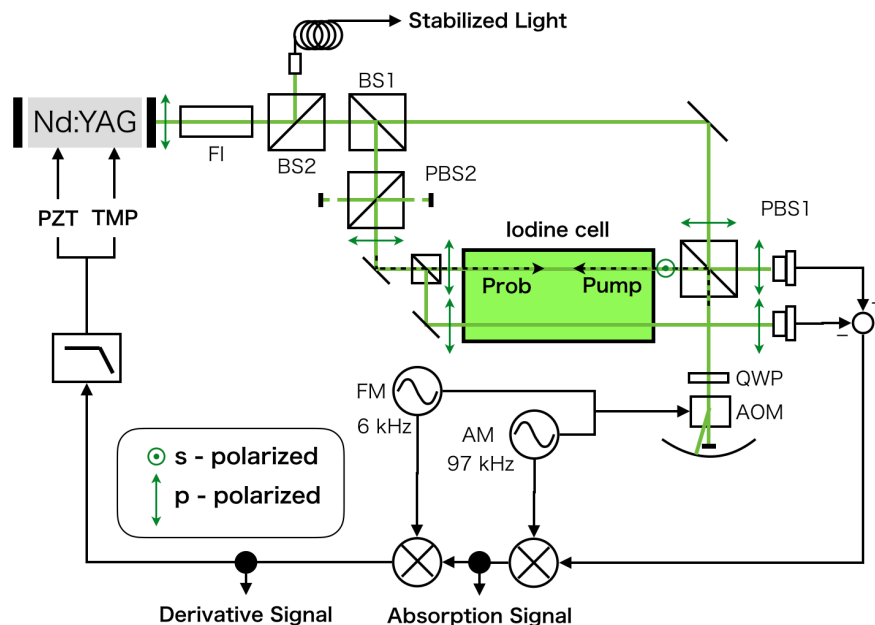 Stabilized Light
BS1
Nd:YAG
FI
BS2
PBS2
PBS1
PZT
TMP
Iodine cell
Prob
Pump
−
QWP
FM
6 kHz
AOM
AM
97 kHz
s - polarized
p - polarized
Derivative Signal
Absorption Signal